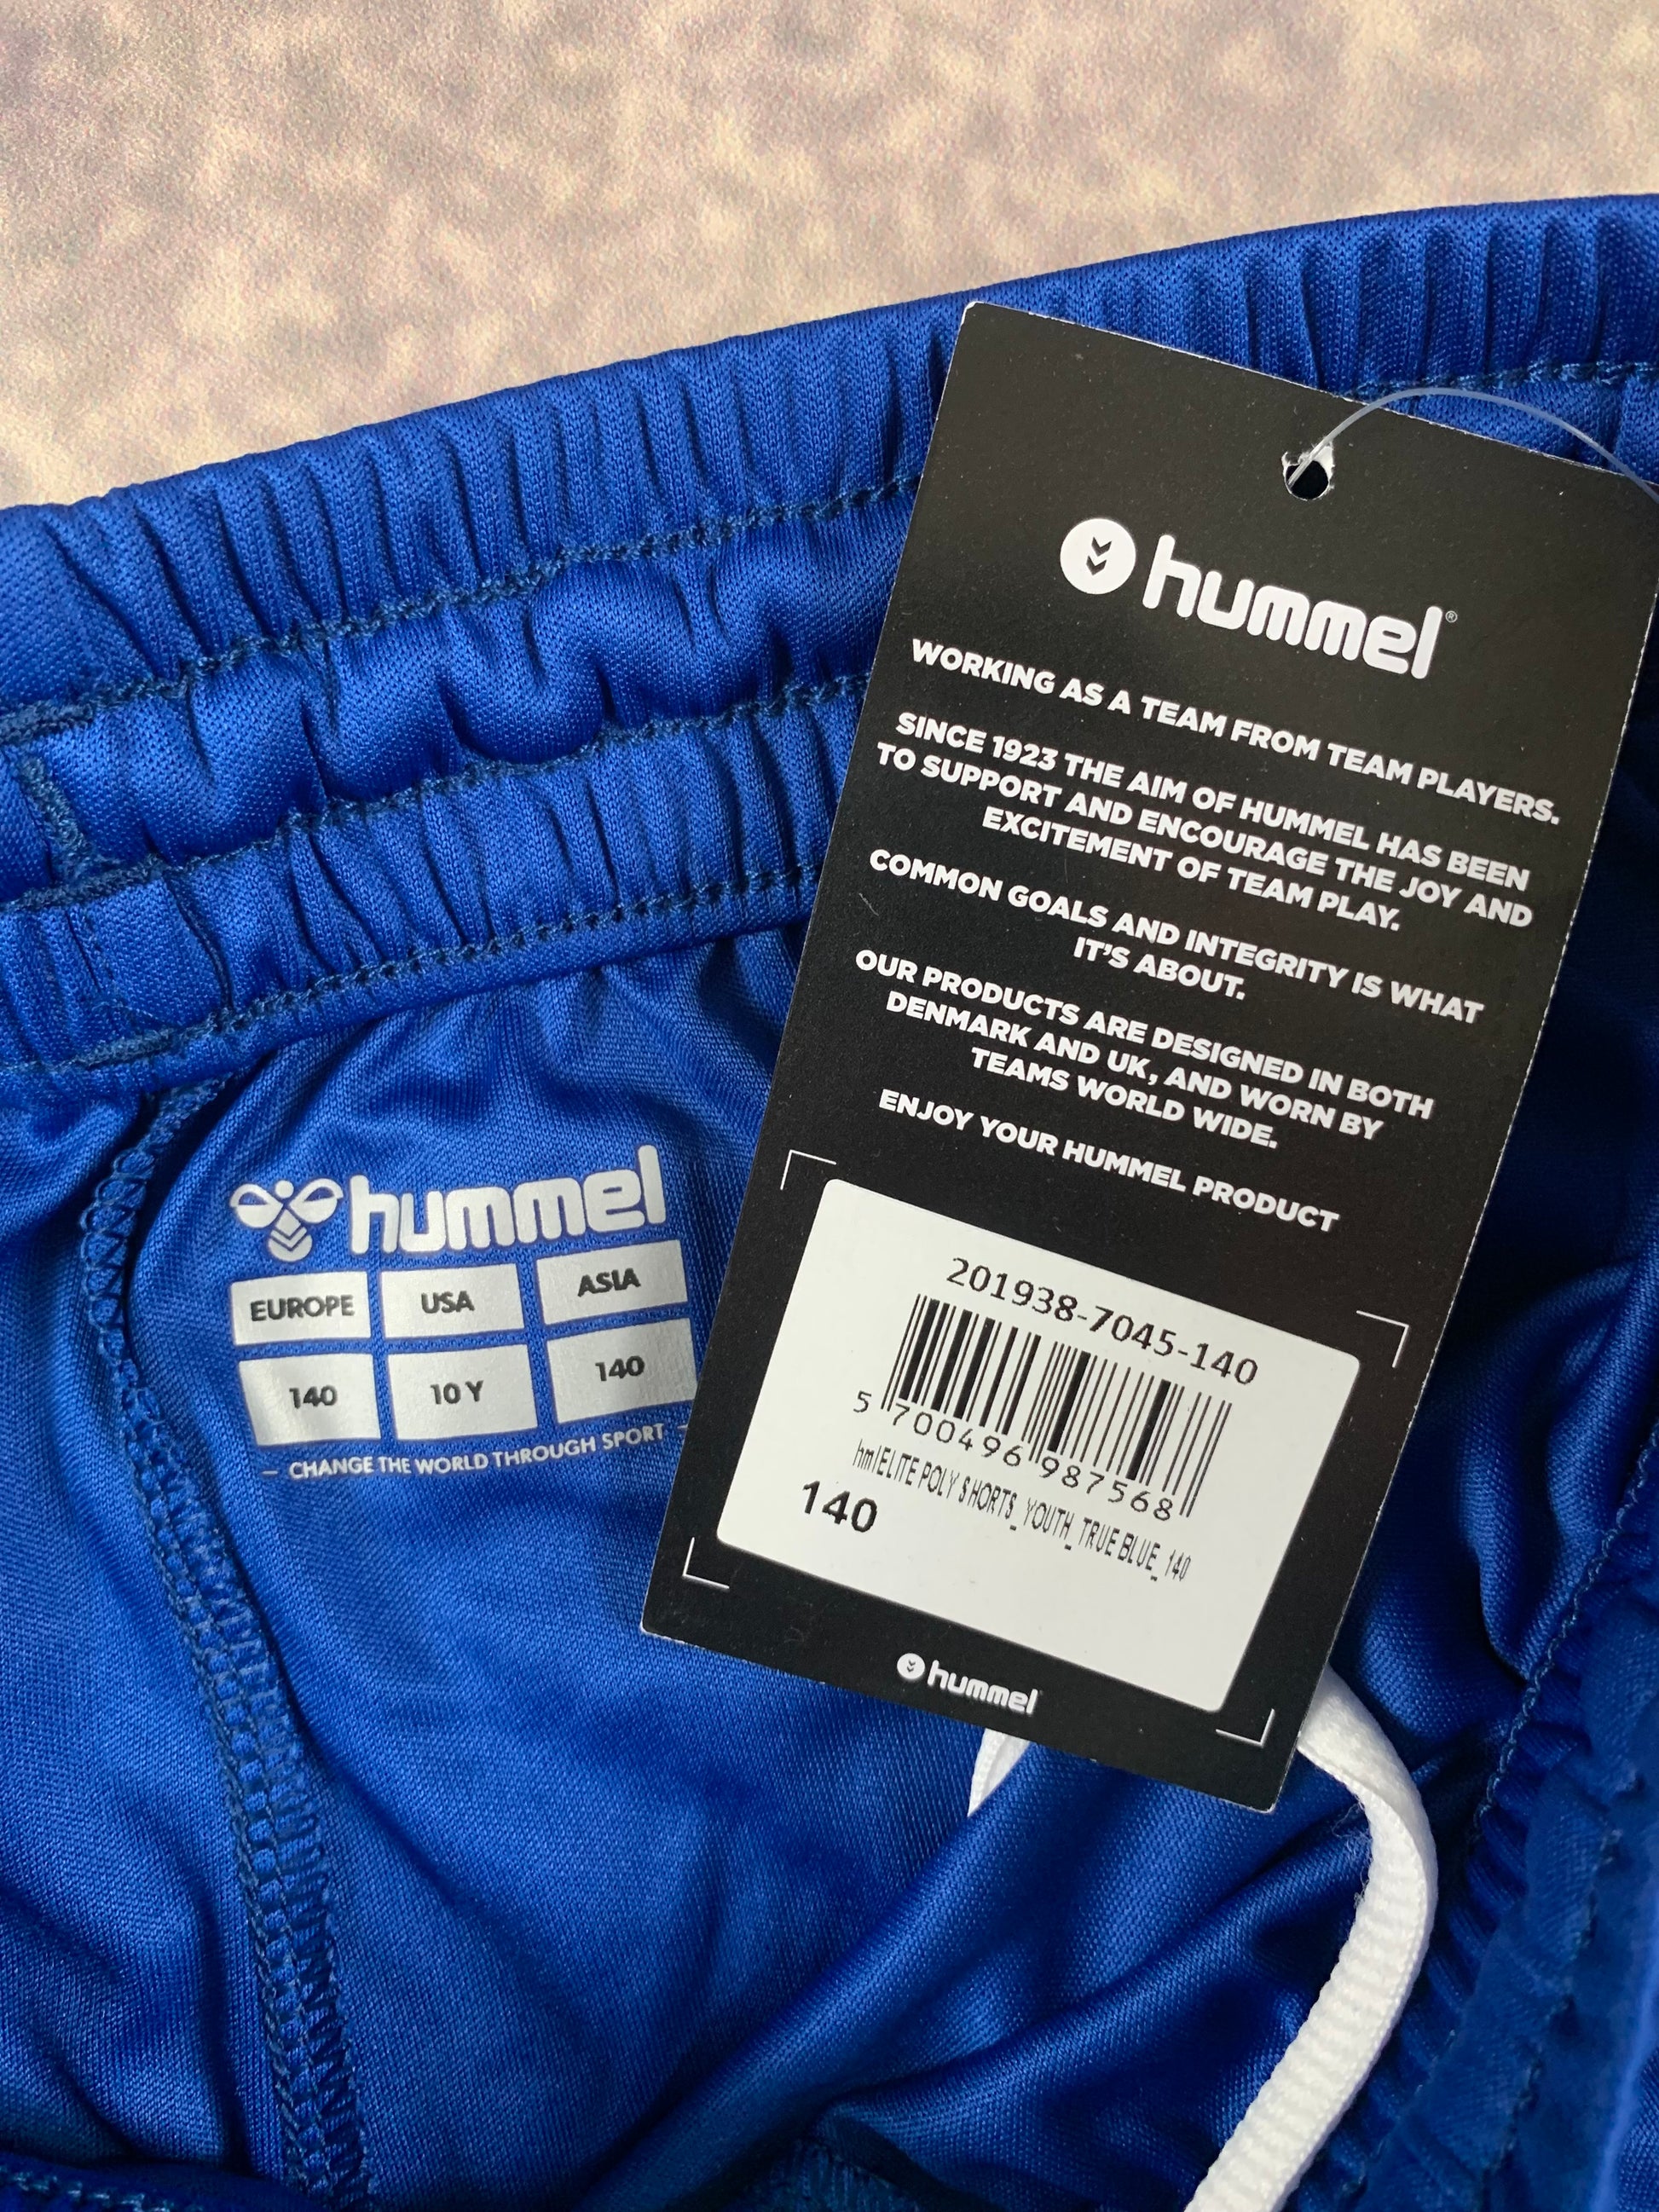 hummel®
WORKING AS A TEAM FROM TEAM PLAYERS.
SINCE 1923 THE AIM OF HUMMEL HAS BEEN
TO SUPPORT AND ENCOURAGE THE JOY AND
EXCITEMENT OF TEAM PLAY.
COMMON GOALS AND INTEGRITY IS WHAT
IT'S ABOUT.
OUR PRODUCTS ARE DESIGNED IN BOTH
DENMARK AND UK, AND WORN BY
TEAMS WORLD WIDE.
ENJOY YOUR HUMMEL PRODUCT
201938-7045-140
5 700496 987568
hmlELITE POLY SHORTS_YOUTH_TRUE BLUE_140
140
hummel
hummel
EUROPE USA ASIA
140 10 Y 140
– CHANGE THE WORLD THROUGH SPORT –